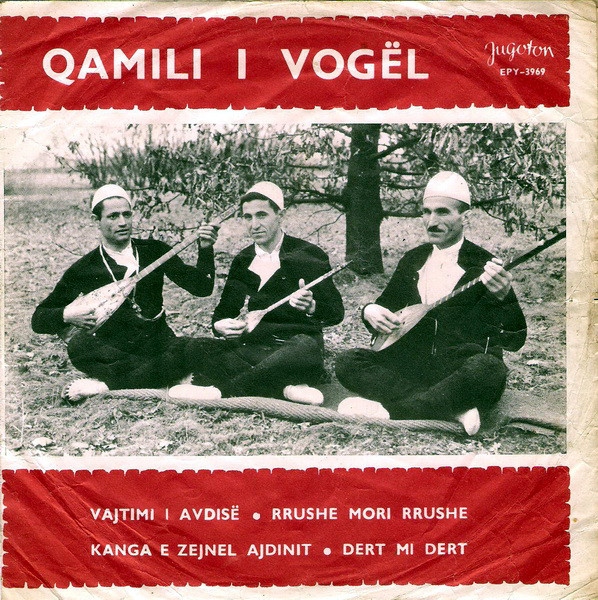 QAMILI I VOGËL
Jugoton
EPY-3969
VAJTIMI I AVDISË • RRUSHE MORI RRUSHE
KANGA E ZEJNEL AJDINIT • DERT MI DERT